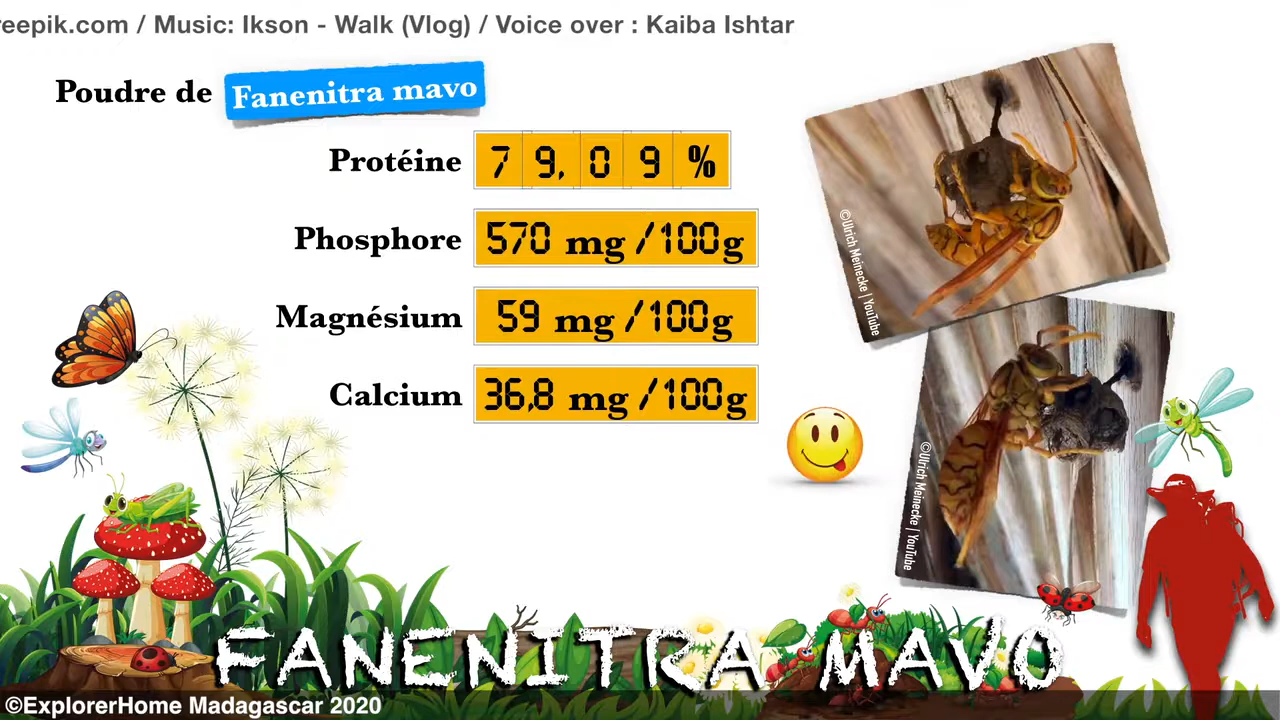 reepik.com / Music: Ikson - Walk (Vlog) / Voice over : Kaiba Ishtar
Poudre de Fanenitra mavo
Protéine 79,09 %
Phosphore 570 mg /100g
Magnésium 59 mg /100g
Calcium 36,8 mg /100g
©Ulrich Meinecke | YouTube
©Ulrich Meinecke | YouTube
FANENITRA MAVO
©ExplorerHome Madagascar 2020